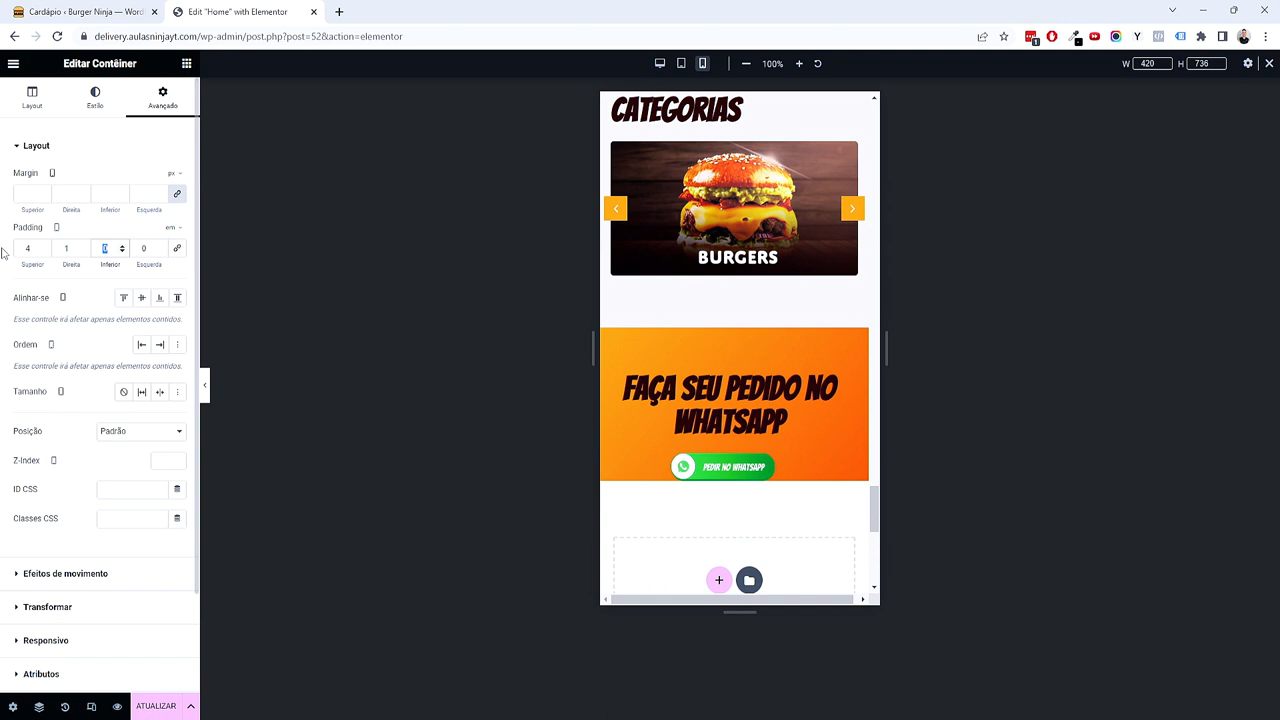 Cardápio ‹ Burger Ninja — Word
Edit "Home" with Elementor
delivery.aulasninjayt.com/wp-admin/post.php?post=52&action=elementor
Editar Contêiner
100%
W 420 H 736
Layout
Estilo
Avançado
Layout
Margin
px
Superior Direita Inferior Esquerda
Padding
em
4 1 0 0
Superior Direita Inferior Esquerda
Alinhar-se
Esse controle irá afetar apenas elementos contidos.
Ordem
Esse controle irá afetar apenas elementos contidos.
Tamanho
Posição
Padrão
Z-Index
ID CSS
Classes CSS
Efeitos de movimento
Transformar
Responsivo
Atributos
ATUALIZAR
CATEGORIAS
BURGERS
FAÇA SEU PEDIDO NO
WHATSAPP
PEDIR NO WHATSAPP